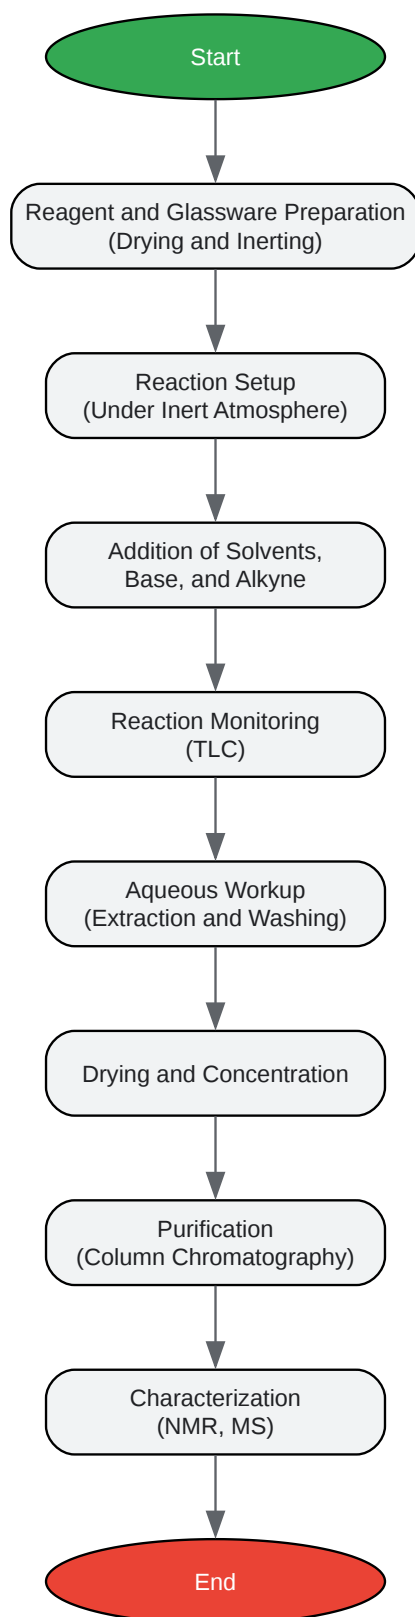 Start
Reagent and Glassware Preparation
(Drying and Inerting)
Reaction Setup
(Under Inert Atmosphere)
Addition of Solvents,
Base, and Alkyne
Reaction Monitoring
(TLC)
Aqueous Workup
(Extraction and Washing)
Drying and Concentration
Purification
(Column Chromatography)
Characterization
(NMR, MS)
End